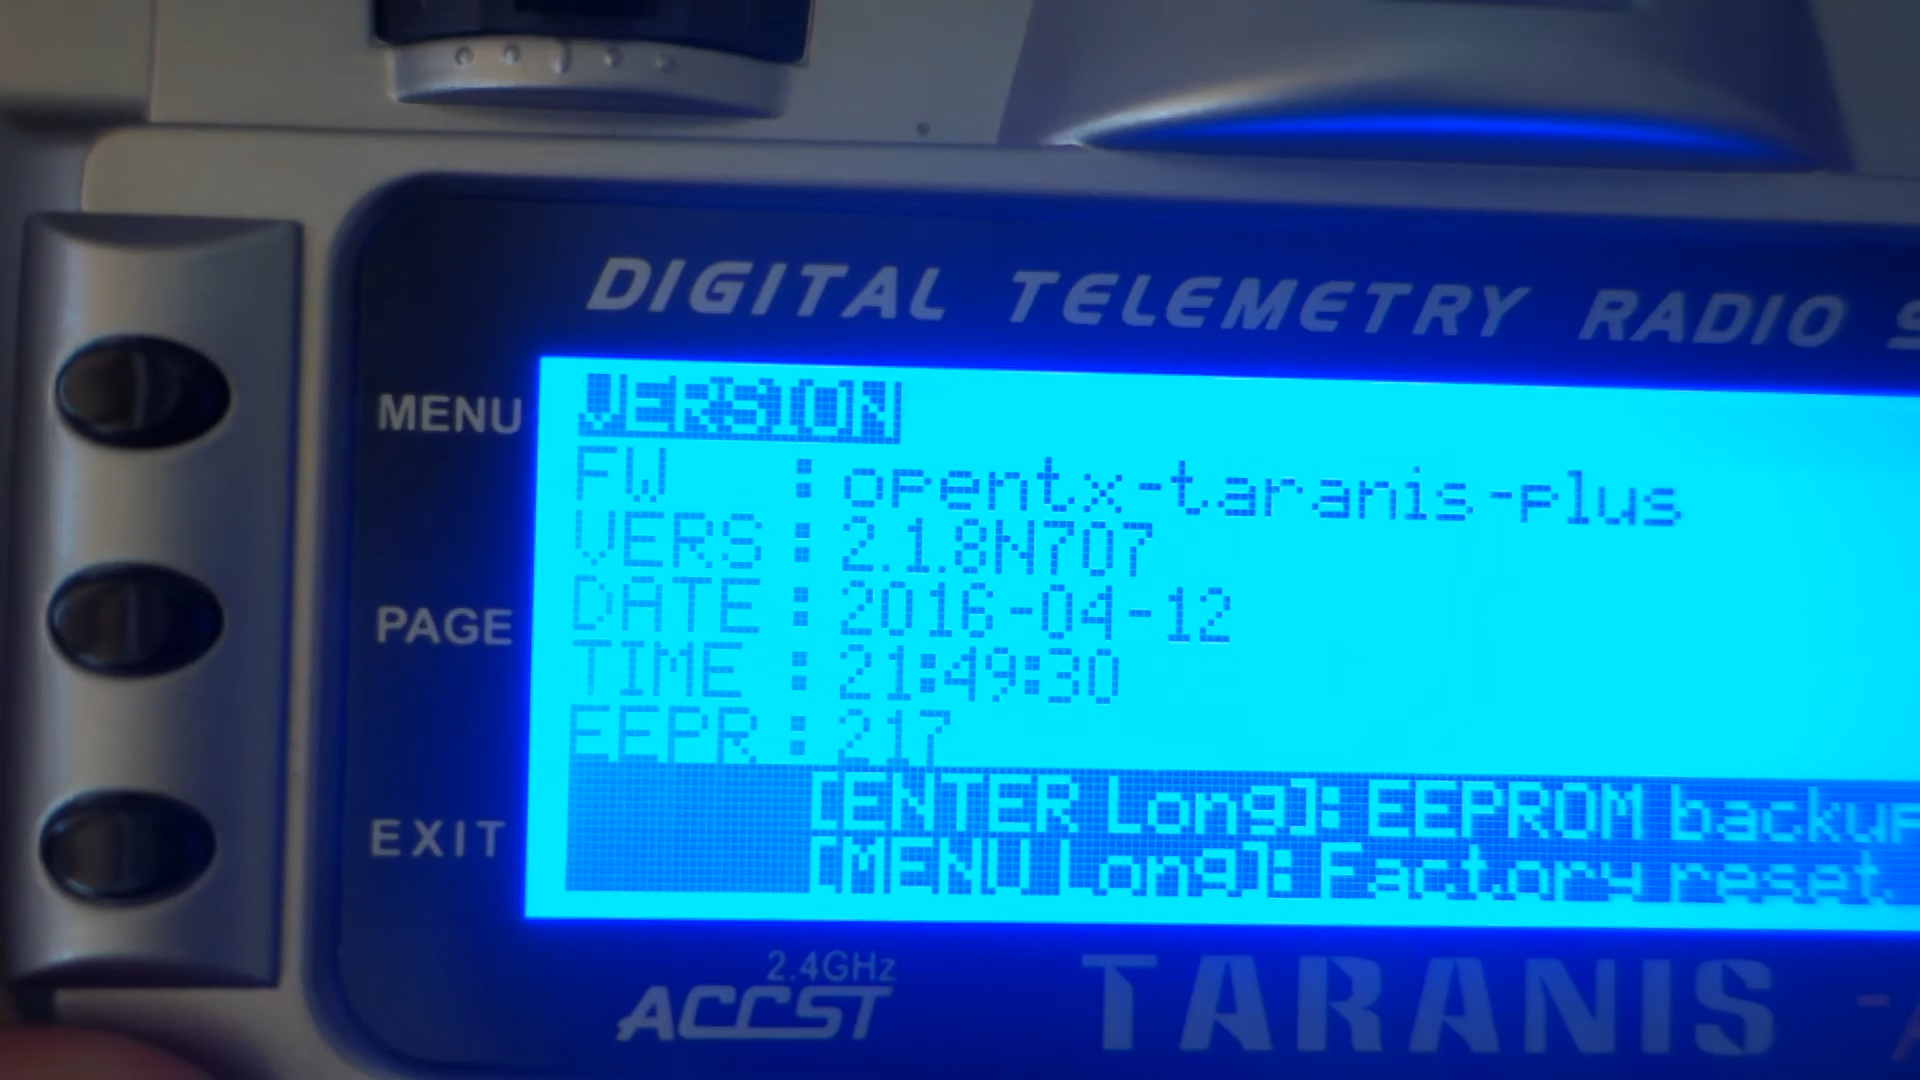 DIGITAL TELEMETRY RADIO
MENU
PAGE
EXIT
VERSION
FW : opentx-taranis-plus
VERS : 2.1.8N707
DATE : 2016-04-12
TIME : 21:49:30
EEPR : 217
[ENTER Long]: EEPROM backup
[MENU Long]: Factory reset
2.4GHz
ACCST
TARANIS